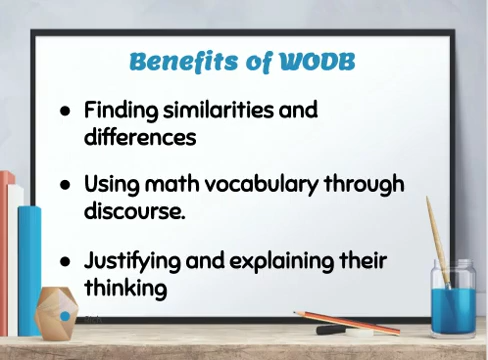 Benefits of WODB
● Finding similarities and
differences
● Using math vocabulary through
discourse.
● Justifying and explaining their
thinking